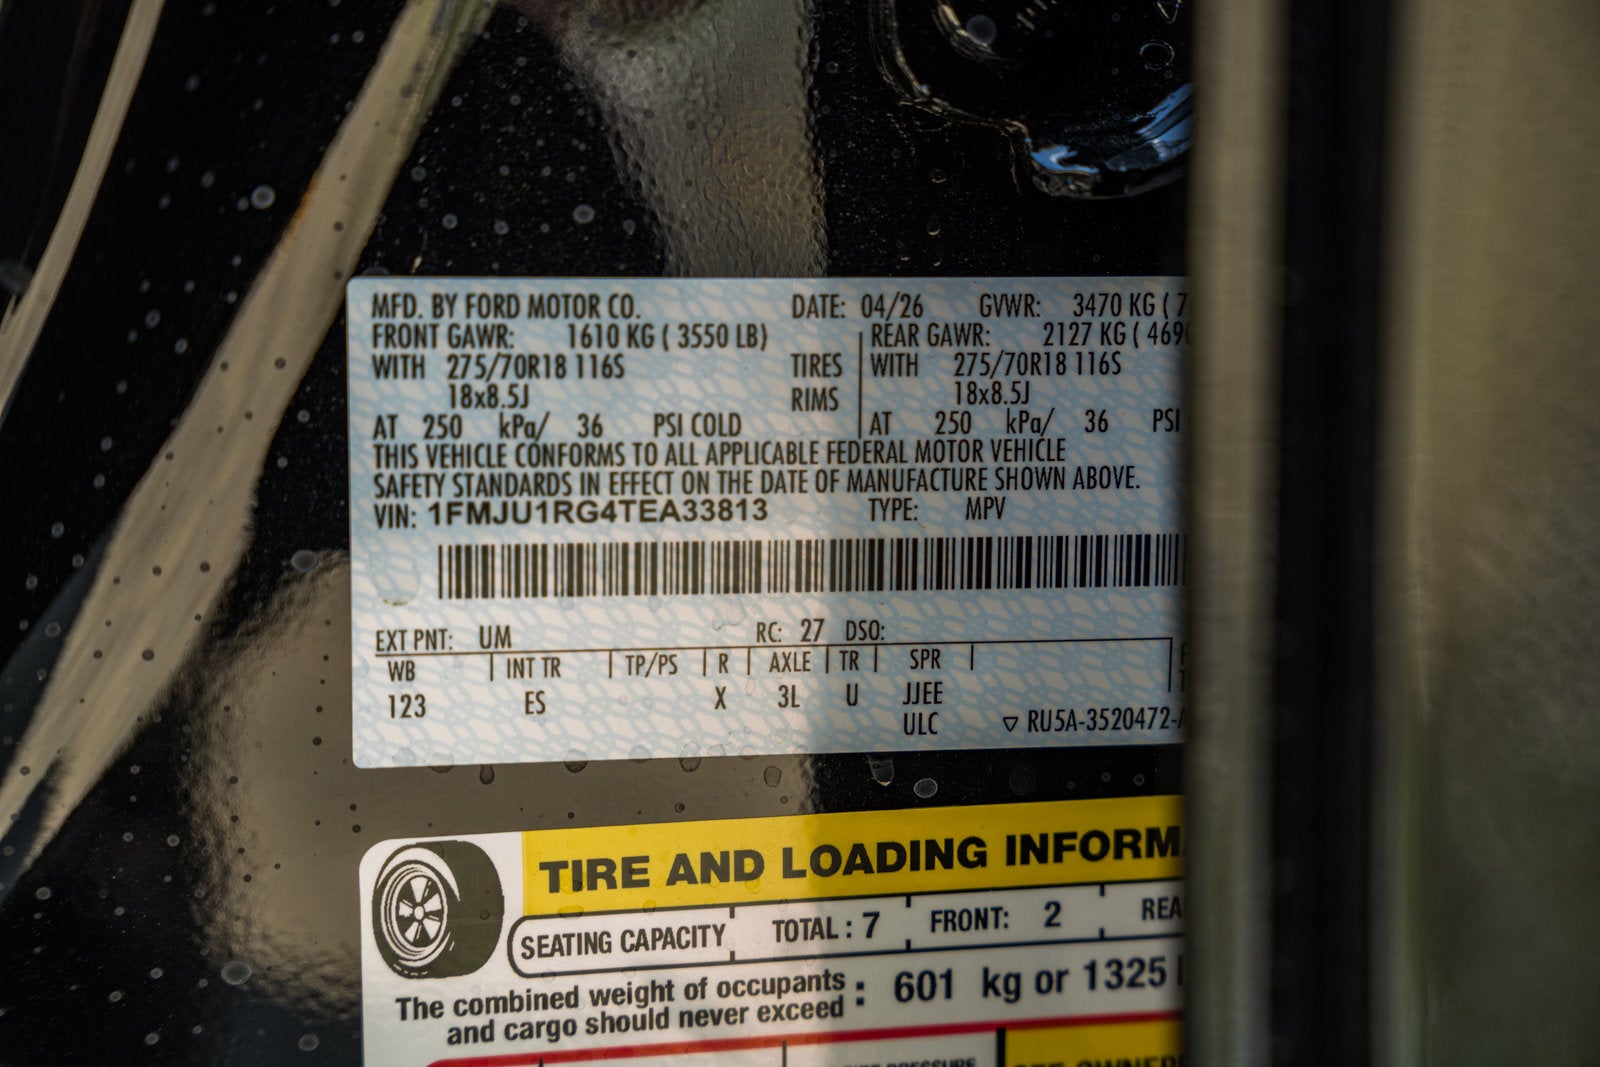 MFD. BY FORD MOTOR CO. DATE: 04/26 GVWR: 3470 KG ( 7
FRONT GAWR: 1610 KG ( 3550 LB) REAR GAWR: 2127 KG ( 469
WITH 275/70R18 116S TIRES WITH 275/70R18 116S
18x8.5J RIMS 18x8.5J
AT 250 kPa/ 36 PSI COLD AT 250 kPa/ 36 PSI
THIS VEHICLE CONFORMS TO ALL APPLICABLE FEDERAL MOTOR VEHICLE
SAFETY STANDARDS IN EFFECT ON THE DATE OF MANUFACTURE SHOWN ABOVE.
VIN: 1FMJU1RG4TEA33813 TYPE: MPV
EXT PNT: UM RC: 27 DSO:
WB INT TR TP/PS R AXLE TR SPR
123 ES X 3L U JJEE
ULC ▽ RU5A-3520472-A
TIRE AND LOADING INFORM
SEATING CAPACITY TOTAL : 7 FRONT: 2 REA
The combined weight of occupants
and cargo should never exceed : 601 kg or 1325